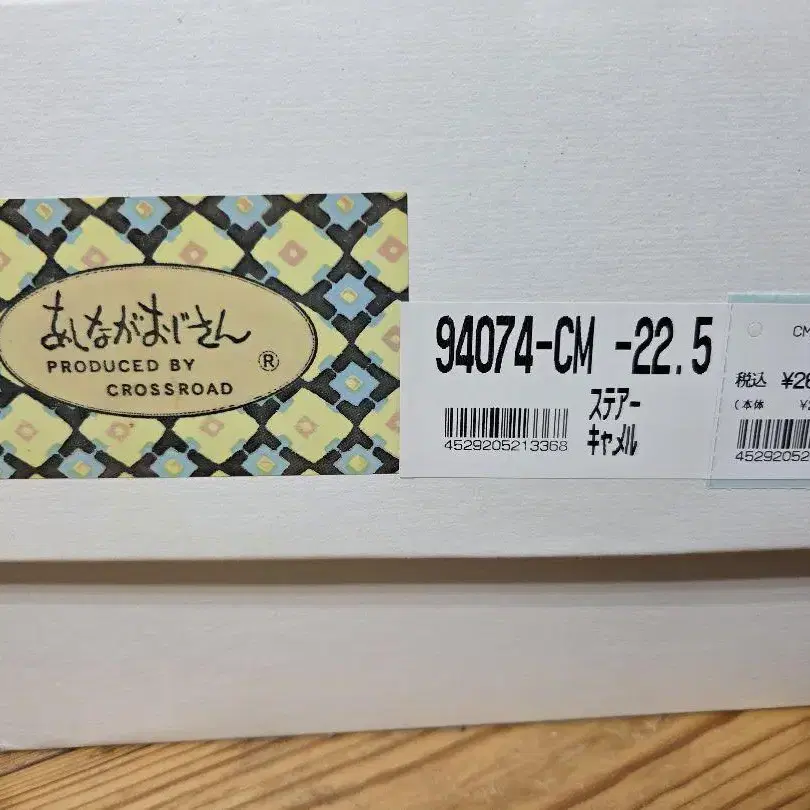 あしながおじさん
PRODUCED BY
CROSSROAD ®
94074-CM -22.5
ステアー
キャメル
4529205213368
CM
税込 ¥26
(本体 ¥2
45292052